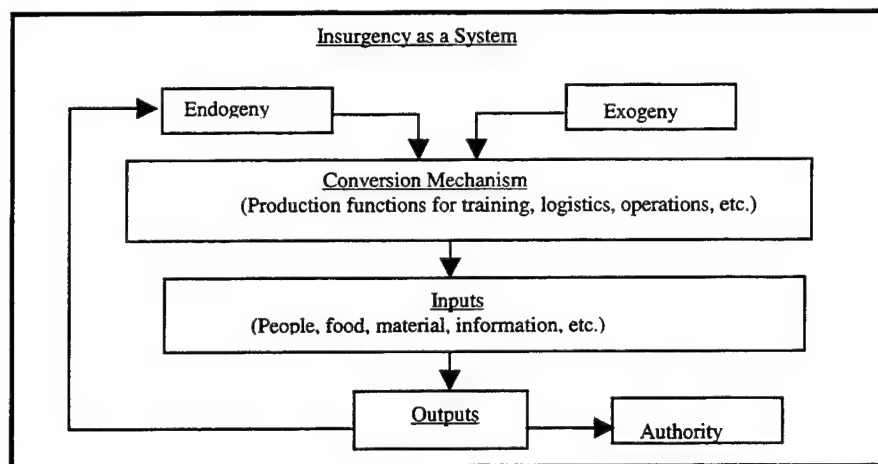 Insurgency as a System
Endogeny
Exogeny
Conversion Mechanism
(Production functions for training, logistics, operations, etc.)
Inputs
(People, food, material, information, etc.)
Outputs
Authority